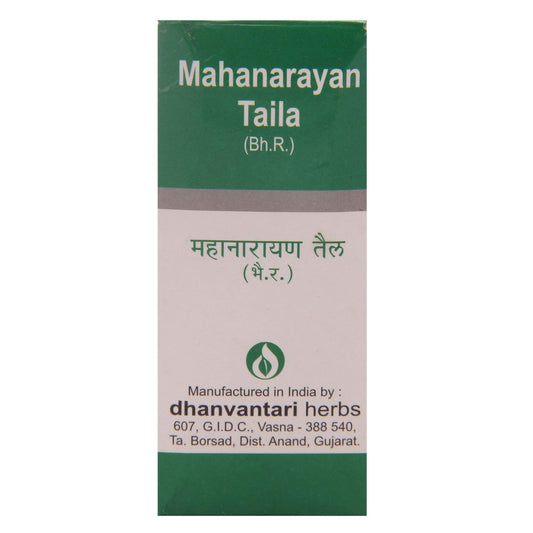 Mahanarayan
Taila
(Bh.R.)
महानारायण तैल
(भै.र.)
Manufactured in India by :
dhanvantari herbs
607, G.I.D.C., Vasna - 388 540,
Ta. Borsad, Dist. Anand, Gujarat.